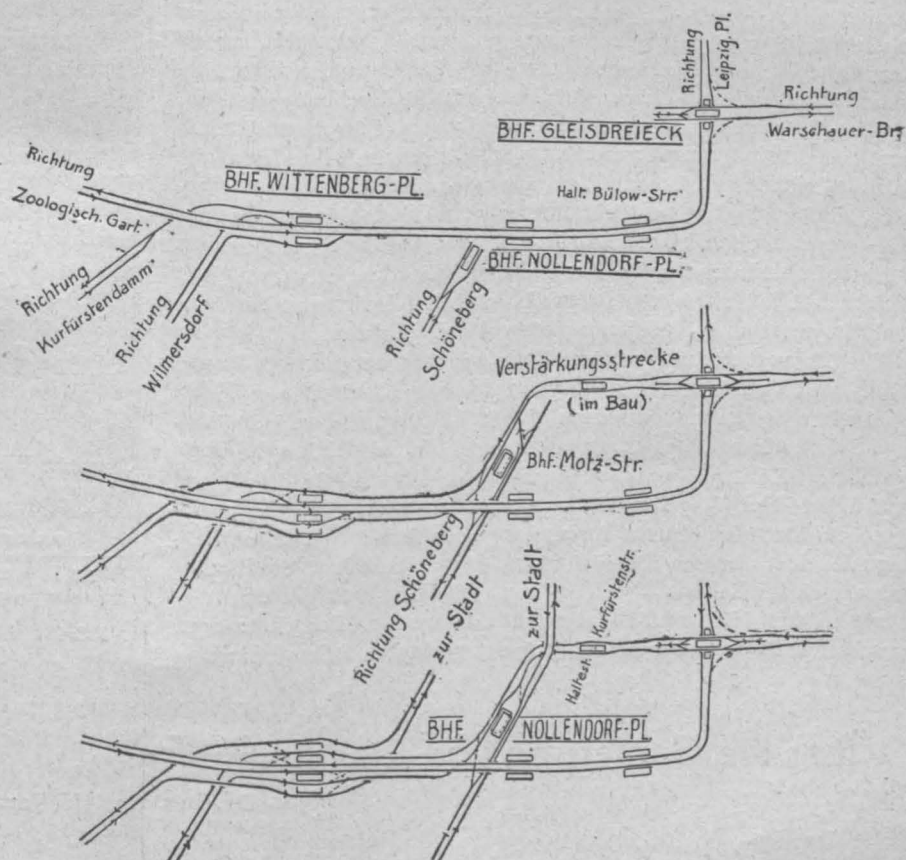 Richtung
Leipzig. Pl.
Richtung
Warschauer-Br.
BHF. GLEISDREIECK
Richtung
Zoologisch. Gart.
BHF. WITTENBERG-PL.
Halt. Bülow-Str.
BHF. NOLLENDORF-PL.
Richtung
Kurfürstendamm
Richtung
Wilmersdorf
Richtung
Schöneberg
Verstärkungsstrecke
(im Bau)
Bhf. Motz-Str.
Richtung Schöneberg
zur Stadt
zur Stadt
Kurfürstenstr.
Haltest.
BHF. NOLLENDORF-PL.